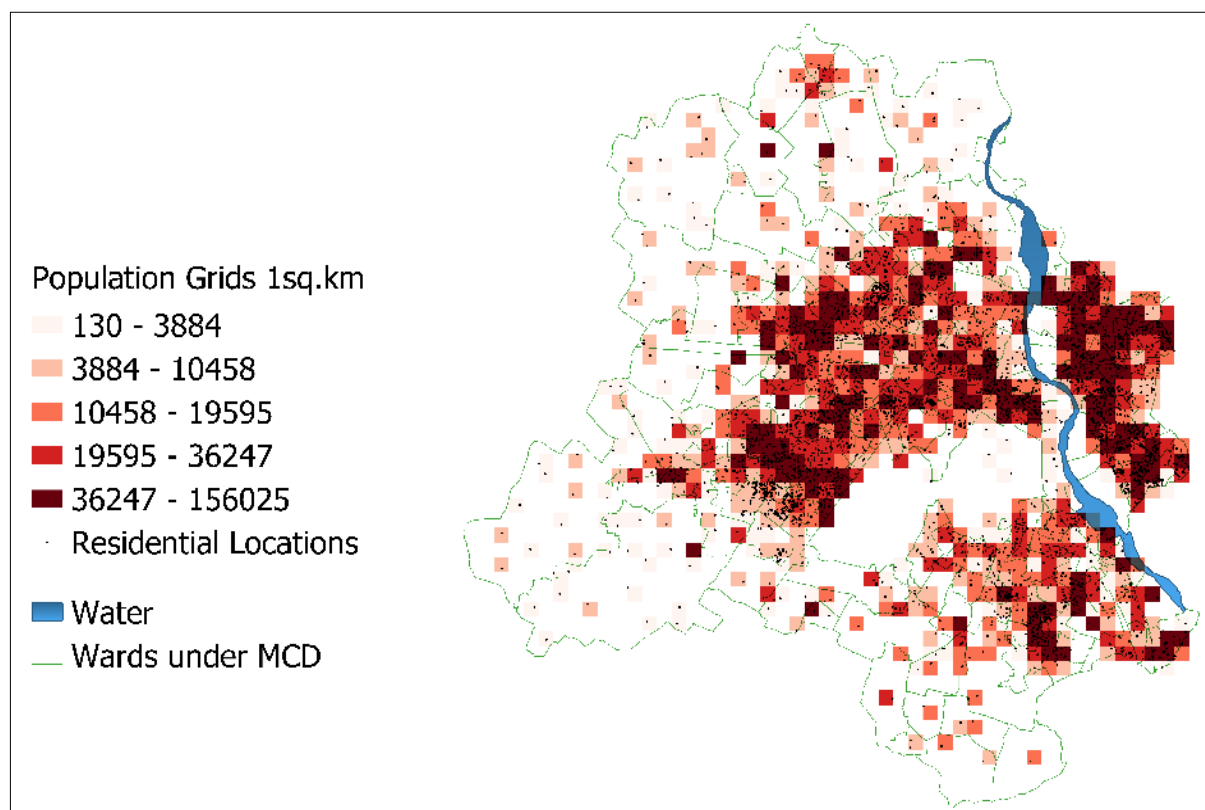 Population Grids 1sq.km
130 - 3884
3884 - 10458
10458 - 19595
19595 - 36247
36247 - 156025
Residential Locations
Water
Wards under MCD